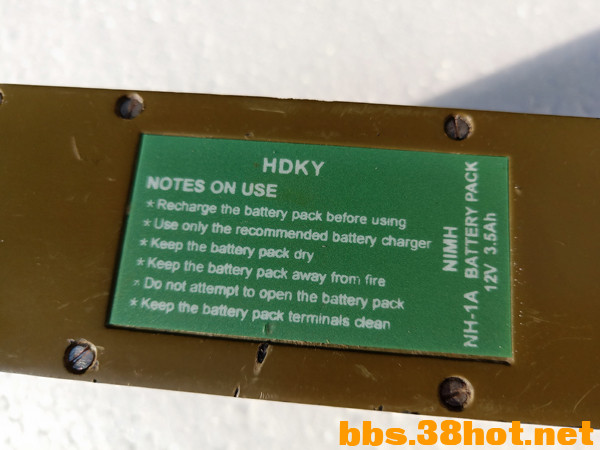 HDKY
NOTES ON USE
* Recharge the battery pack before using
* Use only the recommended battery charger
* Keep the battery pack dry
* Keep the battery pack away from fire
* Do not attempt to open the battery pack
* Keep the battery pack terminals clean
NIMH
NH-1A BATTERY PACK
12V 3.5Ah
bbs.38hot.net